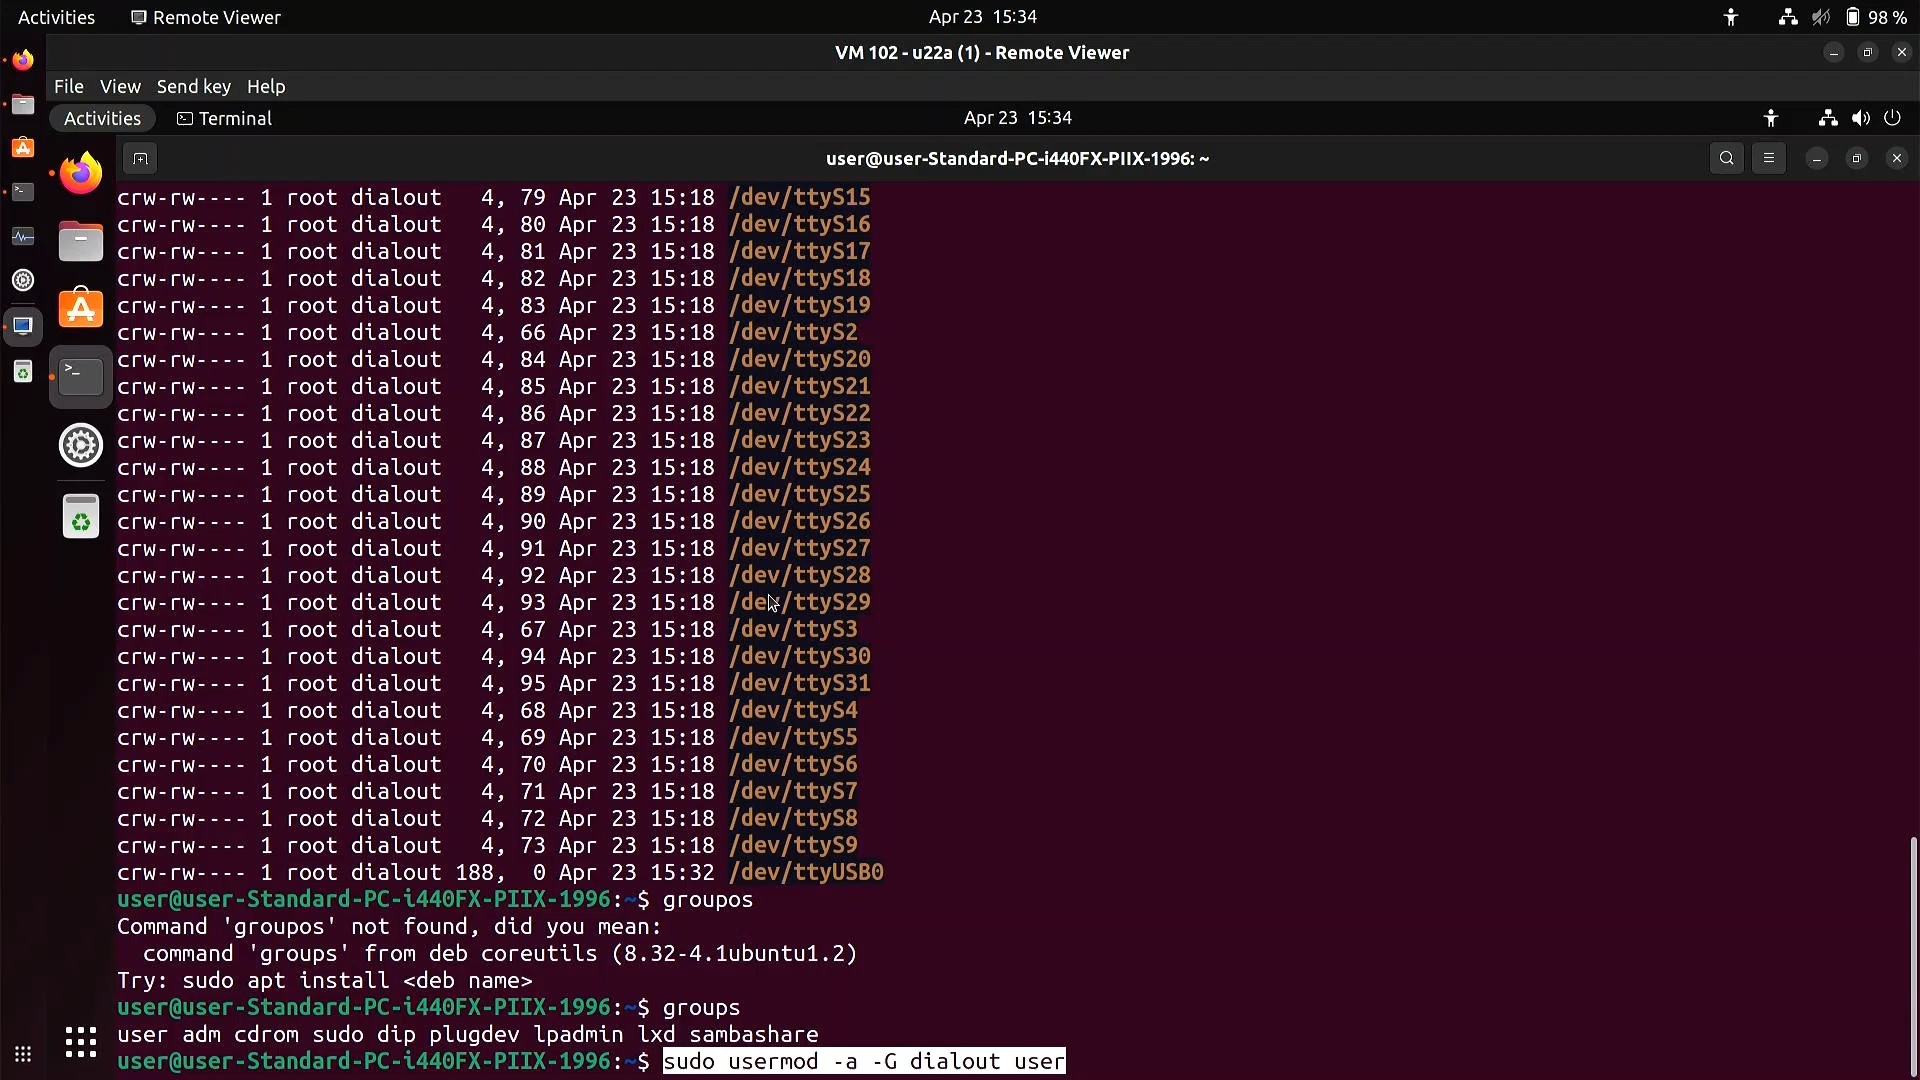 Activities Remote Viewer Apr 23 15:34 98 %
VM 102 - u22a (1) - Remote Viewer
File View Send key Help
Activities Terminal Apr 23 15:34
user@user-Standard-PC-i440FX-PIIX-1996: ~
crw-rw---- 1 root dialout 4, 79 Apr 23 15:18 /dev/ttyS15
crw-rw---- 1 root dialout 4, 80 Apr 23 15:18 /dev/ttyS16
crw-rw---- 1 root dialout 4, 81 Apr 23 15:18 /dev/ttyS17
crw-rw---- 1 root dialout 4, 82 Apr 23 15:18 /dev/ttyS18
crw-rw---- 1 root dialout 4, 83 Apr 23 15:18 /dev/ttyS19
crw-rw---- 1 root dialout 4, 66 Apr 23 15:18 /dev/ttyS2
crw-rw---- 1 root dialout 4, 84 Apr 23 15:18 /dev/ttyS20
crw-rw---- 1 root dialout 4, 85 Apr 23 15:18 /dev/ttyS21
crw-rw---- 1 root dialout 4, 86 Apr 23 15:18 /dev/ttyS22
crw-rw---- 1 root dialout 4, 87 Apr 23 15:18 /dev/ttyS23
crw-rw---- 1 root dialout 4, 88 Apr 23 15:18 /dev/ttyS24
crw-rw---- 1 root dialout 4, 89 Apr 23 15:18 /dev/ttyS25
crw-rw---- 1 root dialout 4, 90 Apr 23 15:18 /dev/ttyS26
crw-rw---- 1 root dialout 4, 91 Apr 23 15:18 /dev/ttyS27
crw-rw---- 1 root dialout 4, 92 Apr 23 15:18 /dev/ttyS28
crw-rw---- 1 root dialout 4, 93 Apr 23 15:18 /dev/ttyS29
crw-rw---- 1 root dialout 4, 67 Apr 23 15:18 /dev/ttyS3
crw-rw---- 1 root dialout 4, 94 Apr 23 15:18 /dev/ttyS30
crw-rw---- 1 root dialout 4, 95 Apr 23 15:18 /dev/ttyS31
crw-rw---- 1 root dialout 4, 68 Apr 23 15:18 /dev/ttyS4
crw-rw---- 1 root dialout 4, 69 Apr 23 15:18 /dev/ttyS5
crw-rw---- 1 root dialout 4, 70 Apr 23 15:18 /dev/ttyS6
crw-rw---- 1 root dialout 4, 71 Apr 23 15:18 /dev/ttyS7
crw-rw---- 1 root dialout 4, 72 Apr 23 15:18 /dev/ttyS8
crw-rw---- 1 root dialout 4, 73 Apr 23 15:18 /dev/ttyS9
crw-rw---- 1 root dialout 188, 0 Apr 23 15:32 /dev/ttyUSB0
user@user-Standard-PC-i440FX-PIIX-1996:~$ groupos
Command 'groupos' not found, did you mean:
command 'groups' from deb coreutils (8.32-4.1ubuntu1.2)
Try: sudo apt install <deb name>
user@user-Standard-PC-i440FX-PIIX-1996:~$ groups
user adm cdrom sudo dip plugdev lpadmin lxd sambashare
user@user-Standard-PC-i440FX-PIIX-1996:~$ sudo usermod -a -G dialout user